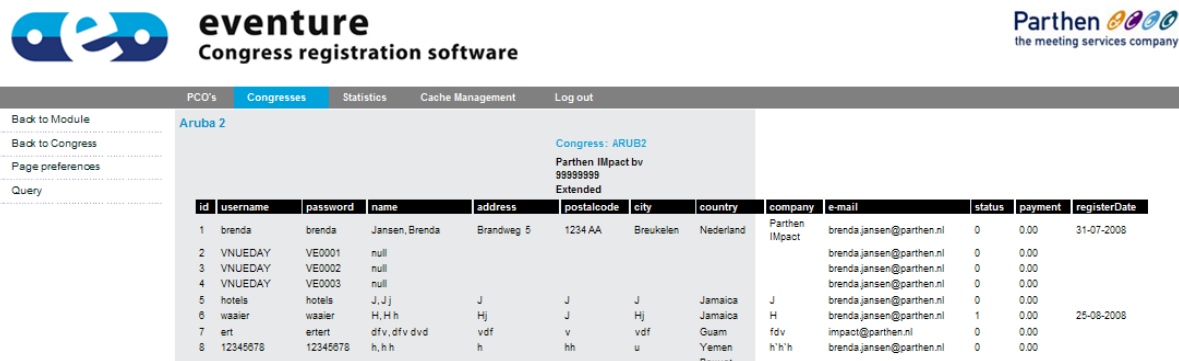 eventure
Congress registration software
Parthen
the meeting services company
PCO's Congresses Statistics Cache Management Log out
Back to Module
Back to Congress
Page preferences
Query
Aruba 2
Congress: ARUB2
Parthen IMpact bv
99999999
Extended
id username password name address postalcode city country company e-mail status payment registerDate
1 brenda brenda Jansen, Brenda Brandweg 5 1234 AA Breukelen Nederland Parthen IMpact brenda.jansen@parthen.nl 0 0.00 31-07-2008
2 VNUEDAY VE0001 null brenda.jansen@parthen.nl 0 0.00
3 VNUEDAY VE0002 null brenda.jansen@parthen.nl 0 0.00
4 VNUEDAY VE0003 null brenda.jansen@parthen.nl 0 0.00
5 hotels hotels J, J j J J J Jamaica J brenda.jansen@parthen.nl 0 0.00
6 waaier waaier H, H h Hj J Hj Jamaica H brenda.jansen@parthen.nl 1 0.00 25-08-2008
7 ert ertert dfv, dfv dvd vdf v vdf Guam fdv impact@parthen.nl 0 0.00
8 12345678 12345678 h, h h h hh u Yemen h`h`h brenda.jansen@parthen.nl 0 0.00